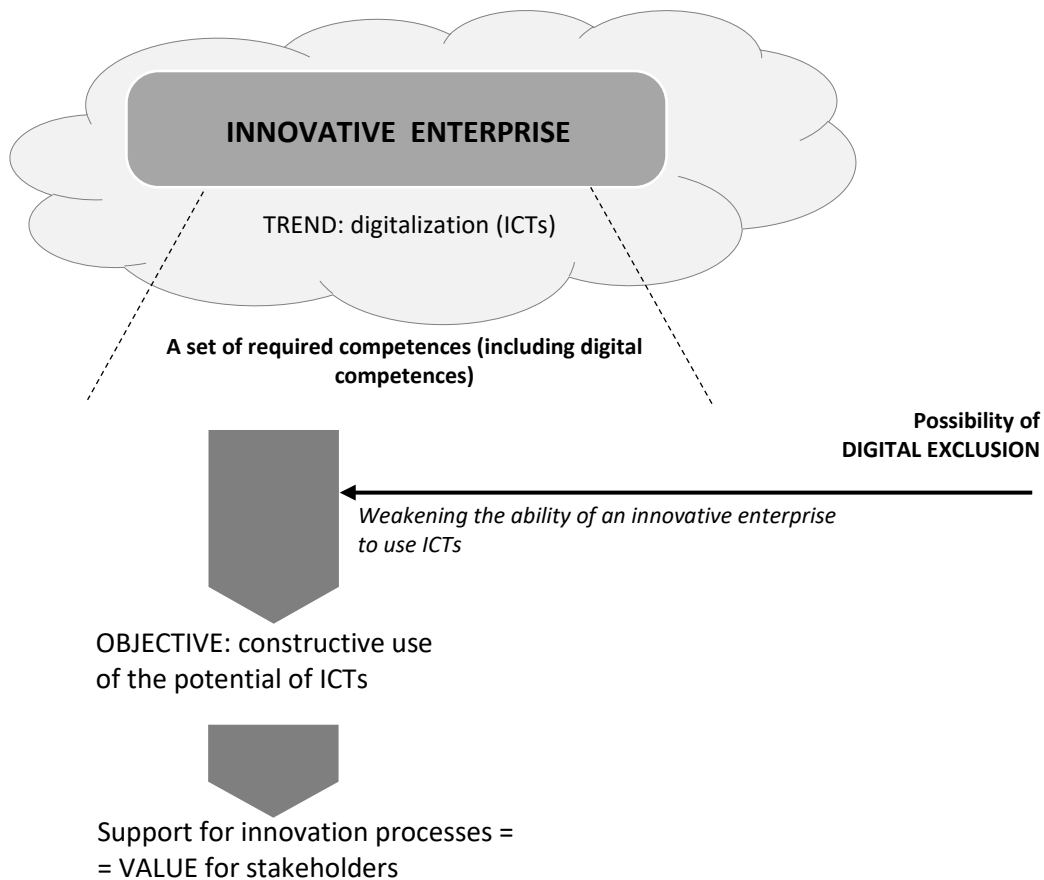 INNOVATIVE ENTERPRISE
TREND: digitalization (ICTs)
A set of required competences (including digital
competences)
Possibility of
DIGITAL EXCLUSION
Weakening the ability of an innovative enterprise
to use ICTs
OBJECTIVE: constructive use
of the potential of ICTs
Support for innovation processes =
= VALUE for stakeholders